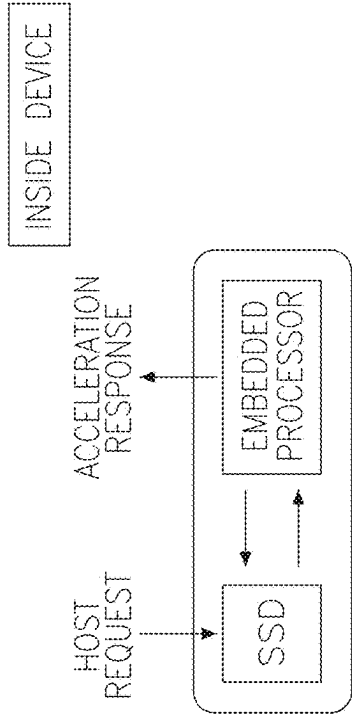 INSIDE DEVICE
HOST
REQUEST
ACCELERATION
RESPONSE
SSD
EMBEDDED
PROCESSOR